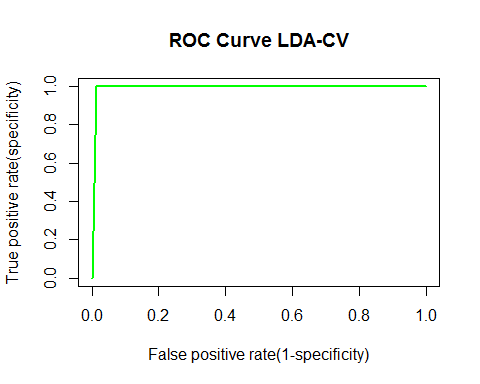 ROC Curve LDA-CV
True positive rate(specificity)
1.0
0.8
0.6
0.4
0.2
0.0
0.0 0.2 0.4 0.6 0.8 1.0
False positive rate(1-specificity)